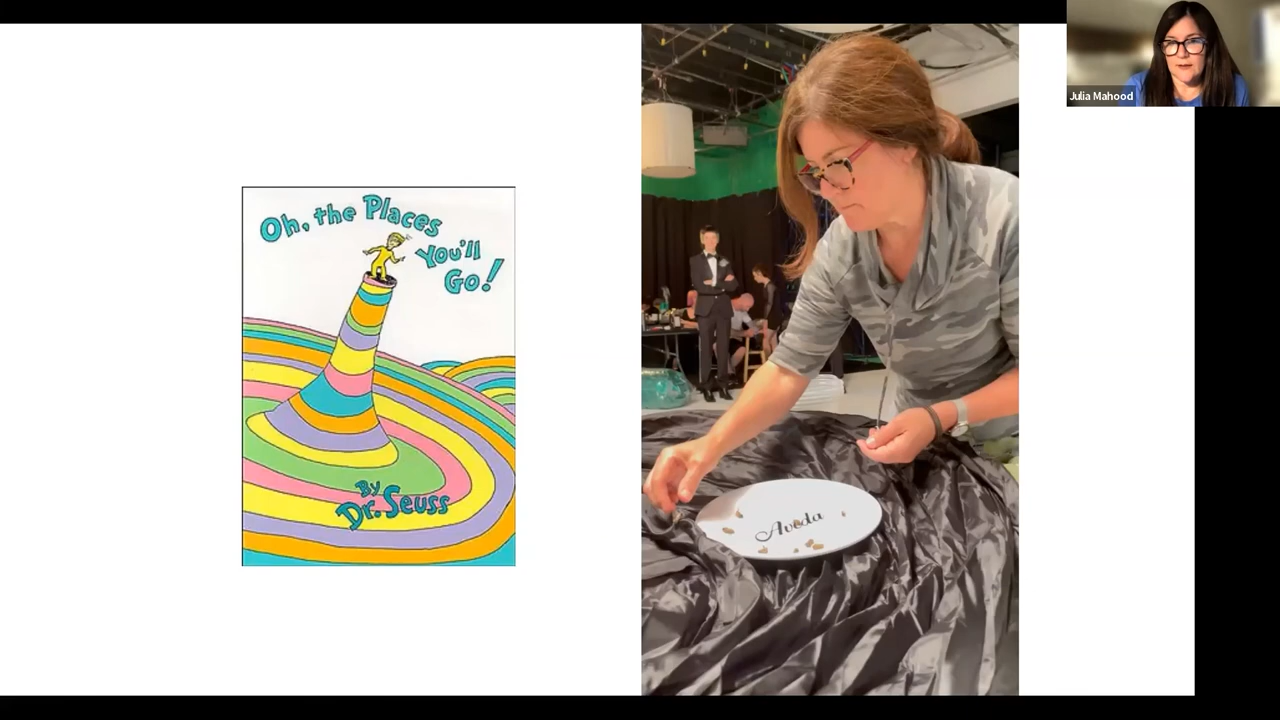 Oh, the Places
You'll
Go!
By
Dr. Seuss
Aveda
Julia Mahood